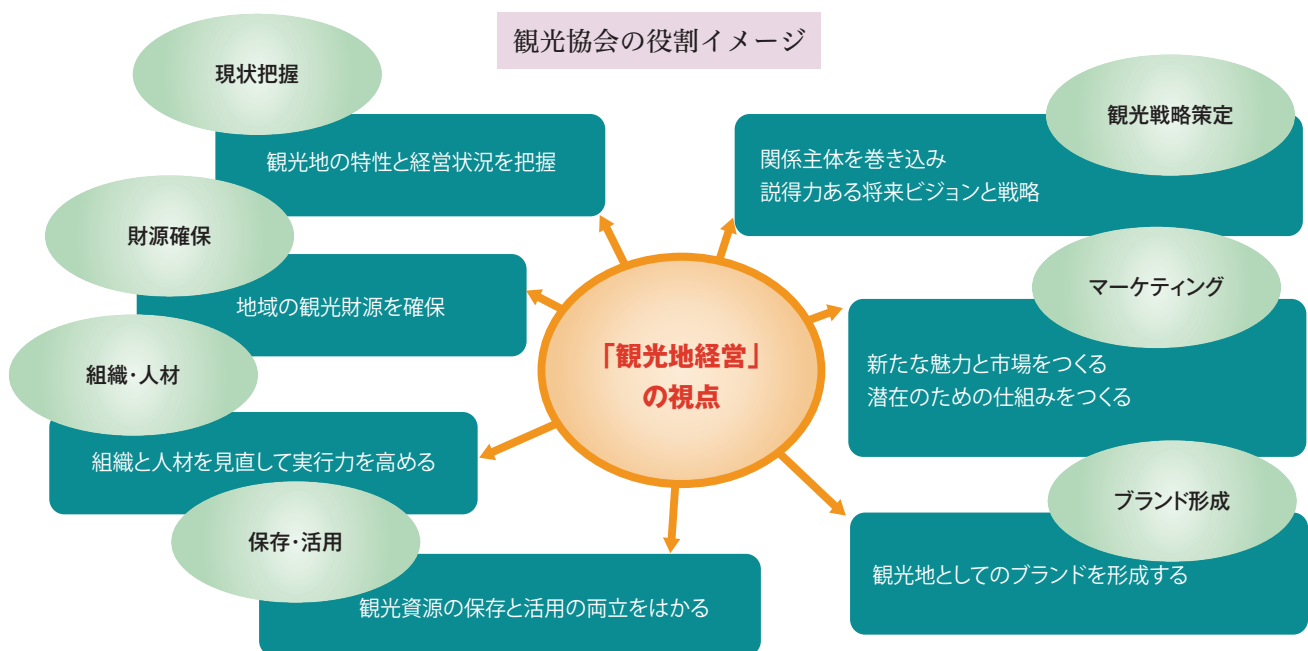 観光協会の役割イメージ
現状把握
観光地の特性と経営状況を把握
財源確保
地域の観光財源を確保
組織・人材
組織と人材を見直して実行力を高める
保存・活用
観光資源の保存と活用の両立をはかる
「観光地経営」
の視点
観光戦略策定
関係主体を巻き込み
説得力ある将来ビジョンと戦略
マーケティング
新たな魅力と市場をつくる
潜在のための仕組みをつくる
ブランド形成
観光地としてのブランドを形成する